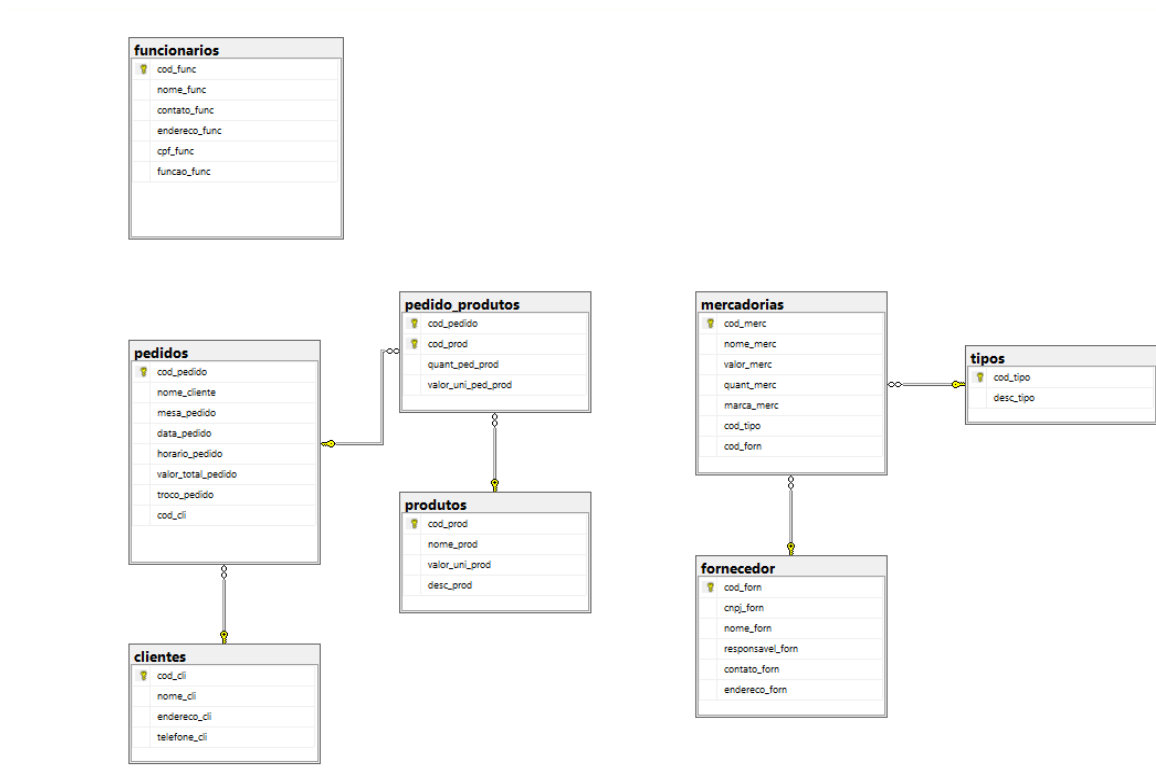 funcionarios
cod_func
nome_func
contato_func
endereco_func
cpf_func
funcao_func
pedidos
cod_pedido
nome_cliente
mesa_pedido
data_pedido
horario_pedido
valor_total_pedido
troco_pedido
cod_cli
pedido_produtos
cod_pedido
cod_prod
quant_ped_prod
valor_uni_ped_prod
produtos
cod_prod
nome_prod
valor_uni_prod
desc_prod
clientes
cod_cli
nome_cli
endereco_cli
telefone_cli
mercadorias
cod_merc
nome_merc
valor_merc
quant_merc
marca_merc
cod_tipo
cod_forn
tipos
cod_tipo
desc_tipo
fornecedor
cod_forn
cnpj_forn
nome_forn
responsavel_forn
contato_forn
endereco_forn